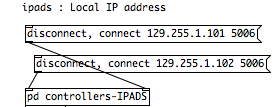 ipads : Local IP address
disconnect, connect 129.255.1.101 5006
disconnect, connect 129.255.1.102 5006
pd controllers-IPADS